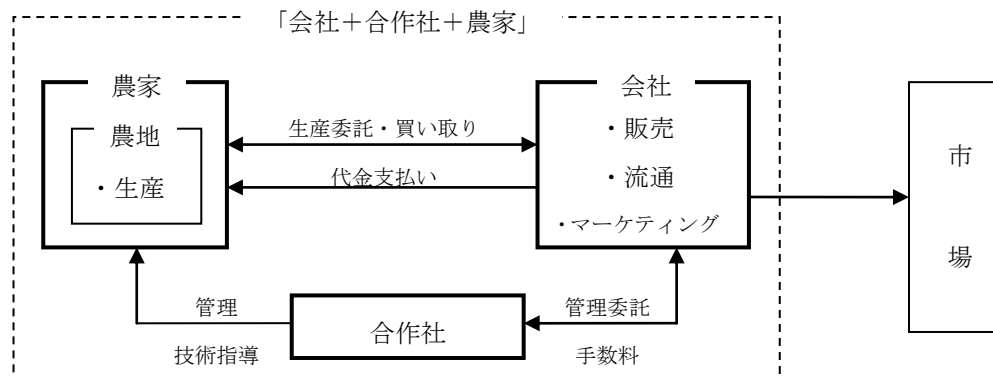 「会社＋合作社＋農家」
農家
会社
農地
・生産
生産委託・買い取り
代金支払い
・販売
・流通
・マーケティング
市
場
管理
技術指導
合作社
管理委託
手数料